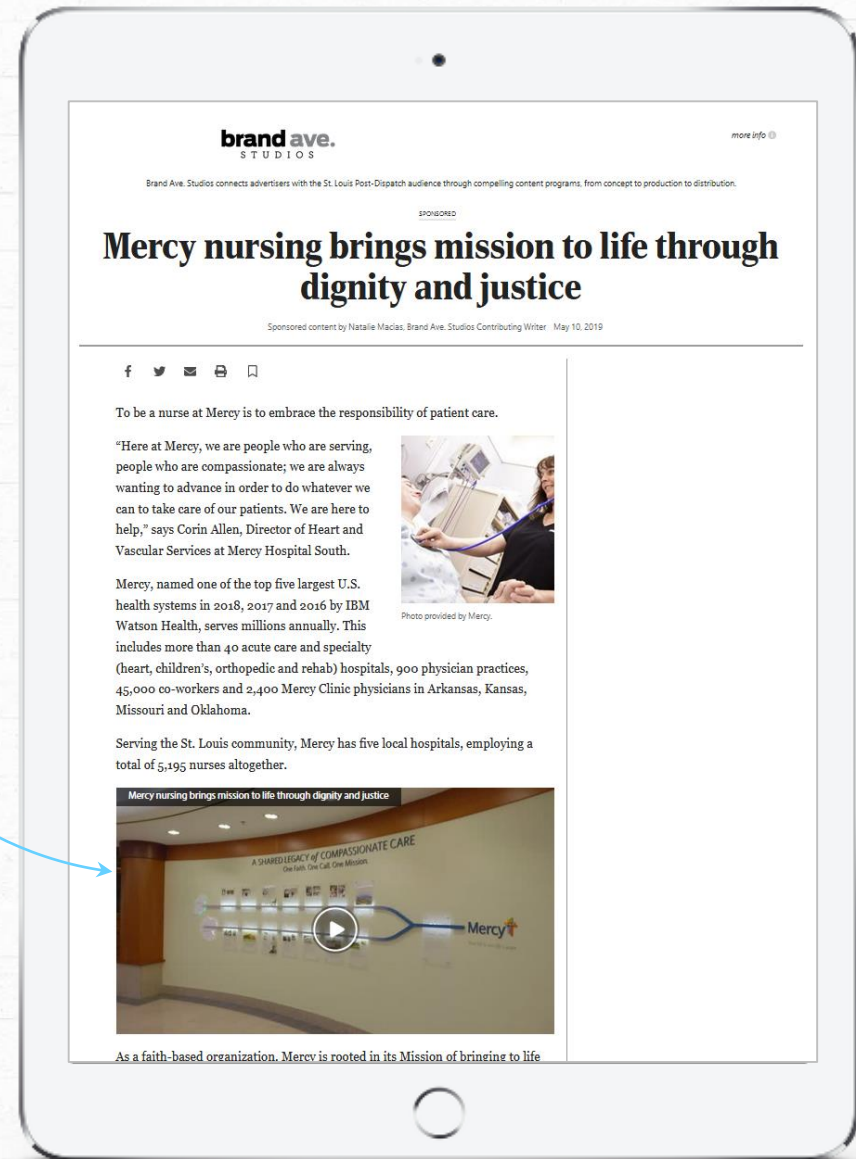 brand ave.
STUDIOS
more info
Brand Ave. Studios connects advertisers with the St. Louis Post-Dispatch audience through compelling content programs, from concept to production to distribution.
SPONSORED
Mercy nursing brings mission to life through
dignity and justice
Sponsored content by Natalie Macias, Brand Ave. Studios Contributing Writer May 10, 2019
To be a nurse at Mercy is to embrace the responsibility of patient care.
“Here at Mercy, we are people who are serving,
people who are compassionate; we are always
wanting to advance in order to do whatever we
can to take care of our patients. We are here to
help,” says Corin Allen, Director of Heart and
Vascular Services at Mercy Hospital South.
Mercy, named one of the top five largest U.S.
health systems in 2018, 2017 and 2016 by IBM
Watson Health, serves millions annually. This
includes more than 40 acute care and specialty
(heart, children’s, orthopedic and rehab) hospitals, 900 physician practices,
45,000 co-workers and 2,400 Mercy Clinic physicians in Arkansas, Kansas,
Missouri and Oklahoma.
Photo provided by Mercy.
Serving the St. Louis community, Mercy has five local hospitals, employing a
total of 5,195 nurses altogether.
Mercy nursing brings mission to life through dignity and justice
A SHARED LEGACY of COMPASSIONATE CARE
One Faith. One Call. One Mission.
Mercy
As a faith-based organization, Mercy is rooted in its Mission of bringing to life